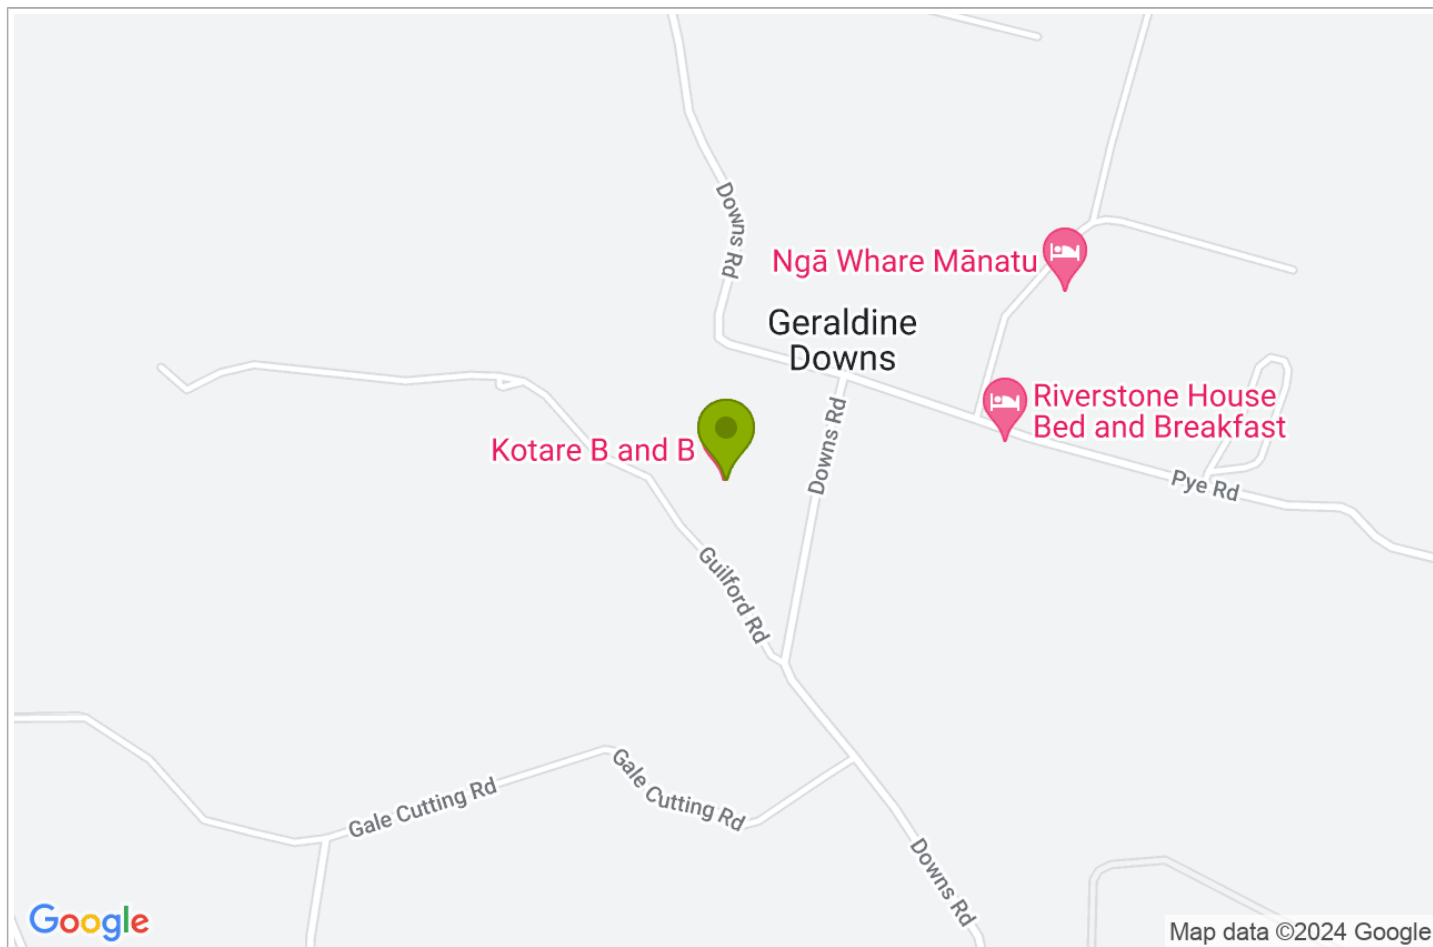 Downs Rd
Ngā Whare Mānatu
Geraldine
Downs
Riverstone House
Bed and Breakfast
Kotare B and B
Downs Rd
Pye Rd
Guilford Rd
Gale Cutting Rd
Gale Cutting Rd
Downs Rd
Google
Map data ©2024 Google